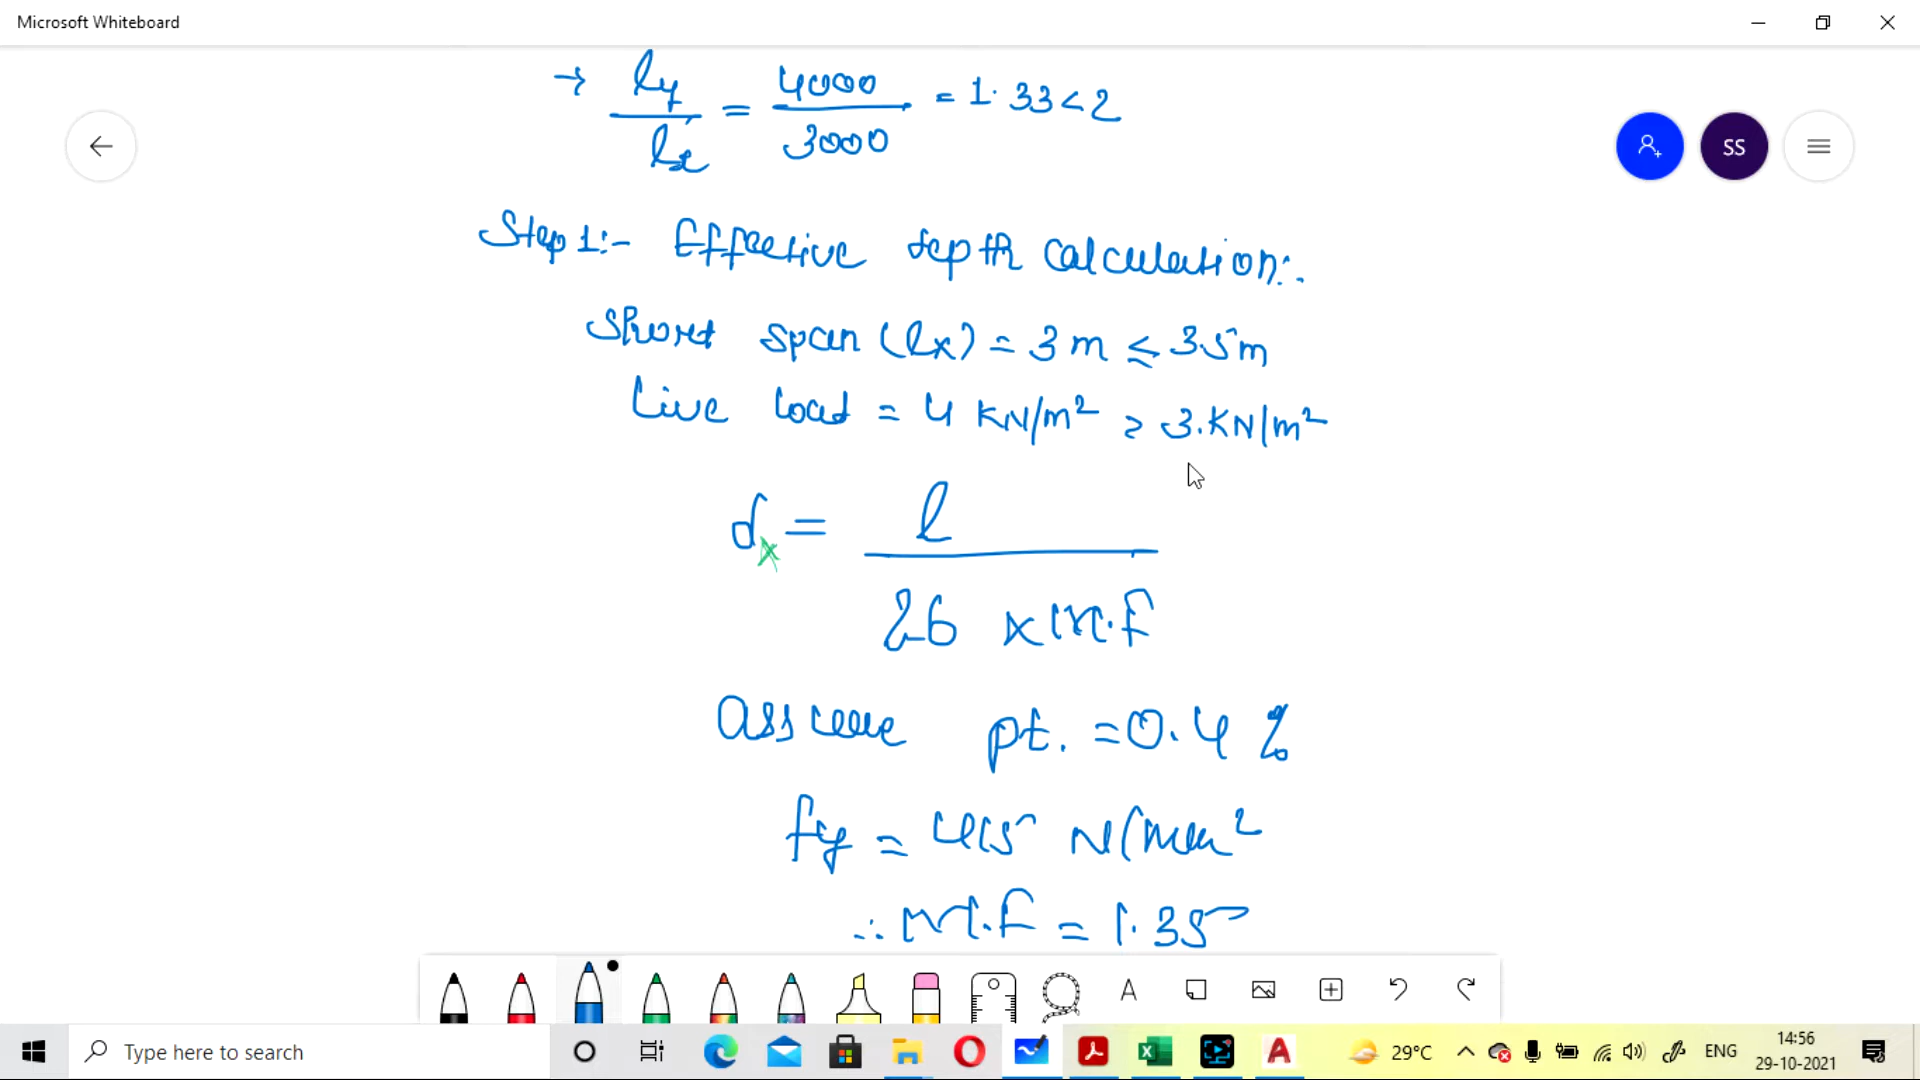 Microsoft Whiteboard
→ ly/lx = 4000/3000 = 1.33 < 2
SS
Step 1:- Effective depth calculation:.
Short span (lx) = 3 m ≤ 3.5 m
Live load = 4 KN/m² > 3.KN/m²
dx = l / 26 x M.F
Assume pt. = 0.4 %
fy = 415 N/mm²
∴ M.F = 1.35
A
Type here to search
29°C
ENG
14:56
29-10-2021